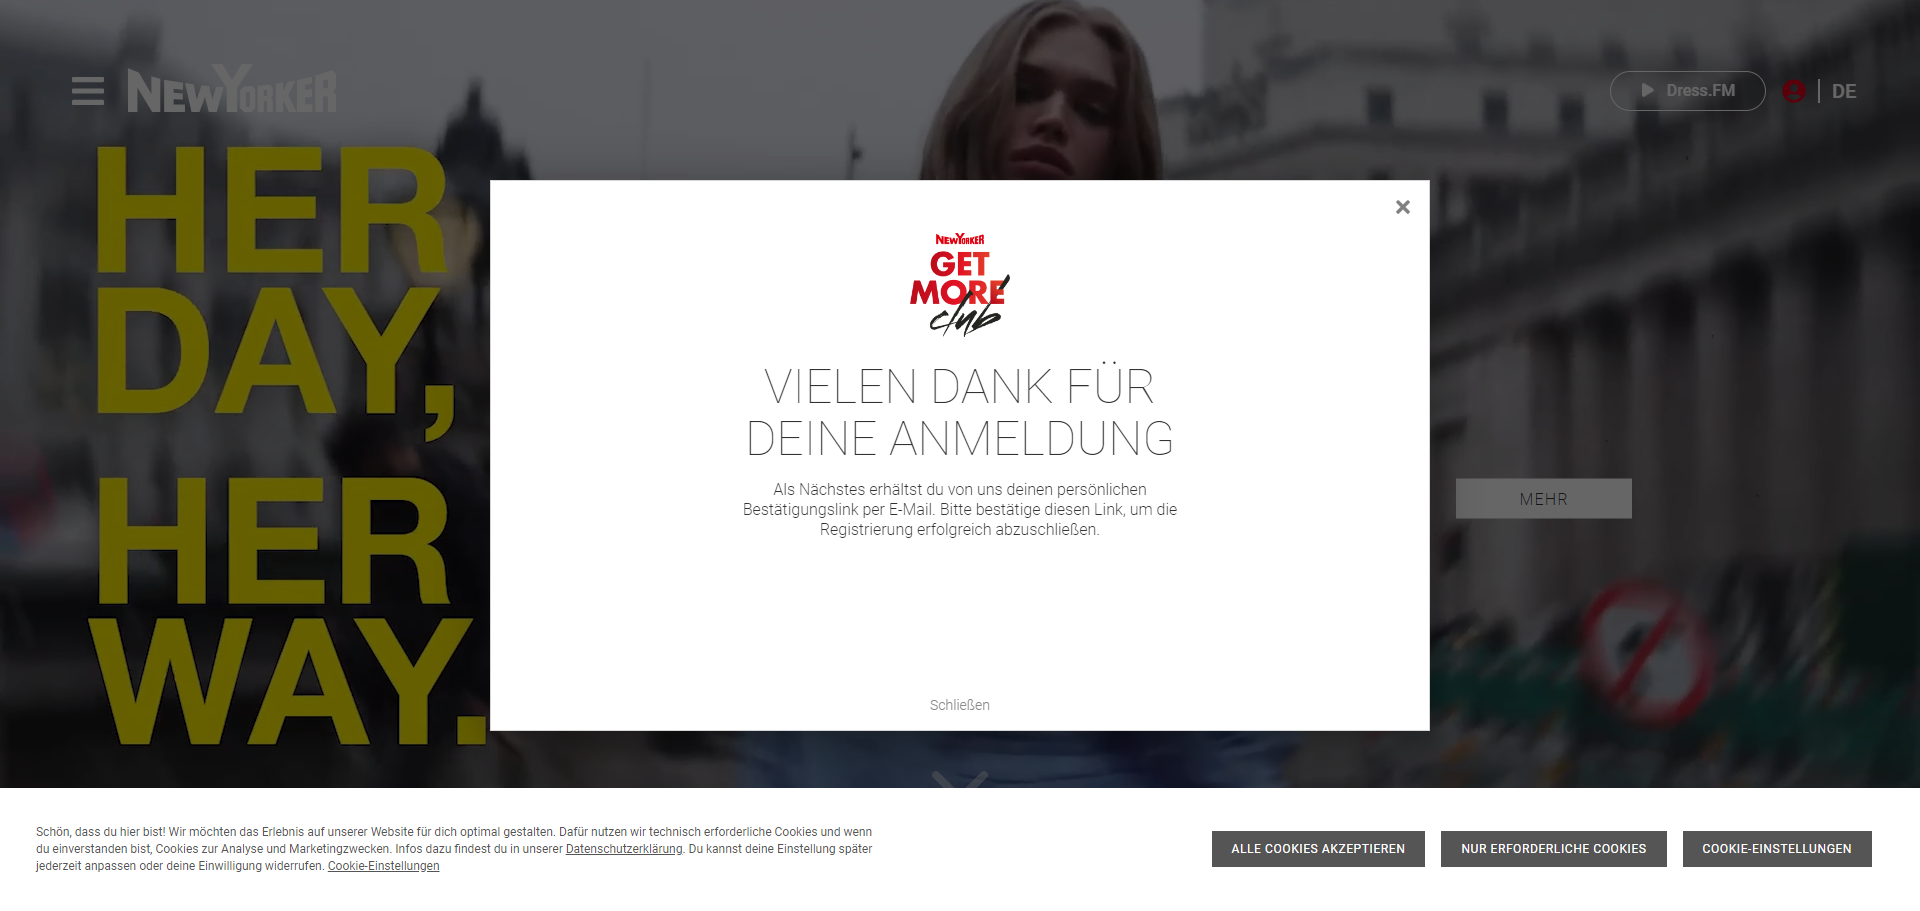 NEWYORKER
Dress.FM
DE
HER
DAY,
HER
WAY.
NEWYORKER
GET
MORE
club
VIELEN DANK FÜR
DEINE ANMELDUNG
Als Nächstes erhältst du von uns deinen persönlichen
Bestätigungslink per E-Mail. Bitte bestätige diesen Link, um die
Registrierung erfolgreich abzuschließen.
MEHR
Schließen
Schön, dass du hier bist! Wir möchten das Erlebnis auf unserer Website für dich optimal gestalten. Dafür nutzen wir technisch erforderliche Cookies und wenn
du einverstanden bist, Cookies zur Analyse und Marketingzwecken. Infos dazu findest du in unserer Datenschutzerklärung. Du kannst deine Einstellung später
jederzeit anpassen oder deine Einwilligung widerrufen. Cookie-Einstellungen
ALLE COOKIES AKZEPTIEREN
NUR ERFORDERLICHE COOKIES
COOKIE-EINSTELLUNGEN